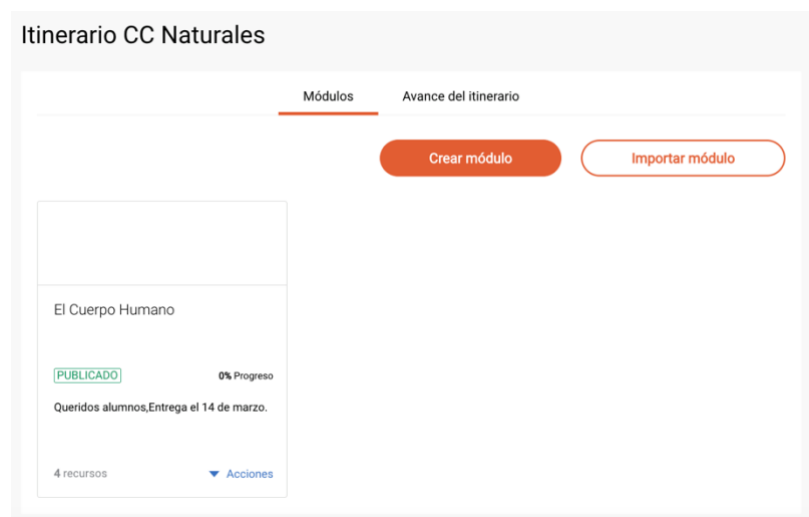 Itinerario CC Naturales
Módulos Avance del itinerario
Crear módulo Importar módulo
El Cuerpo Humano
PUBLICADO 0% Progreso
Queridos alumnos,Entrega el 14 de marzo.
4 recursos Acciones